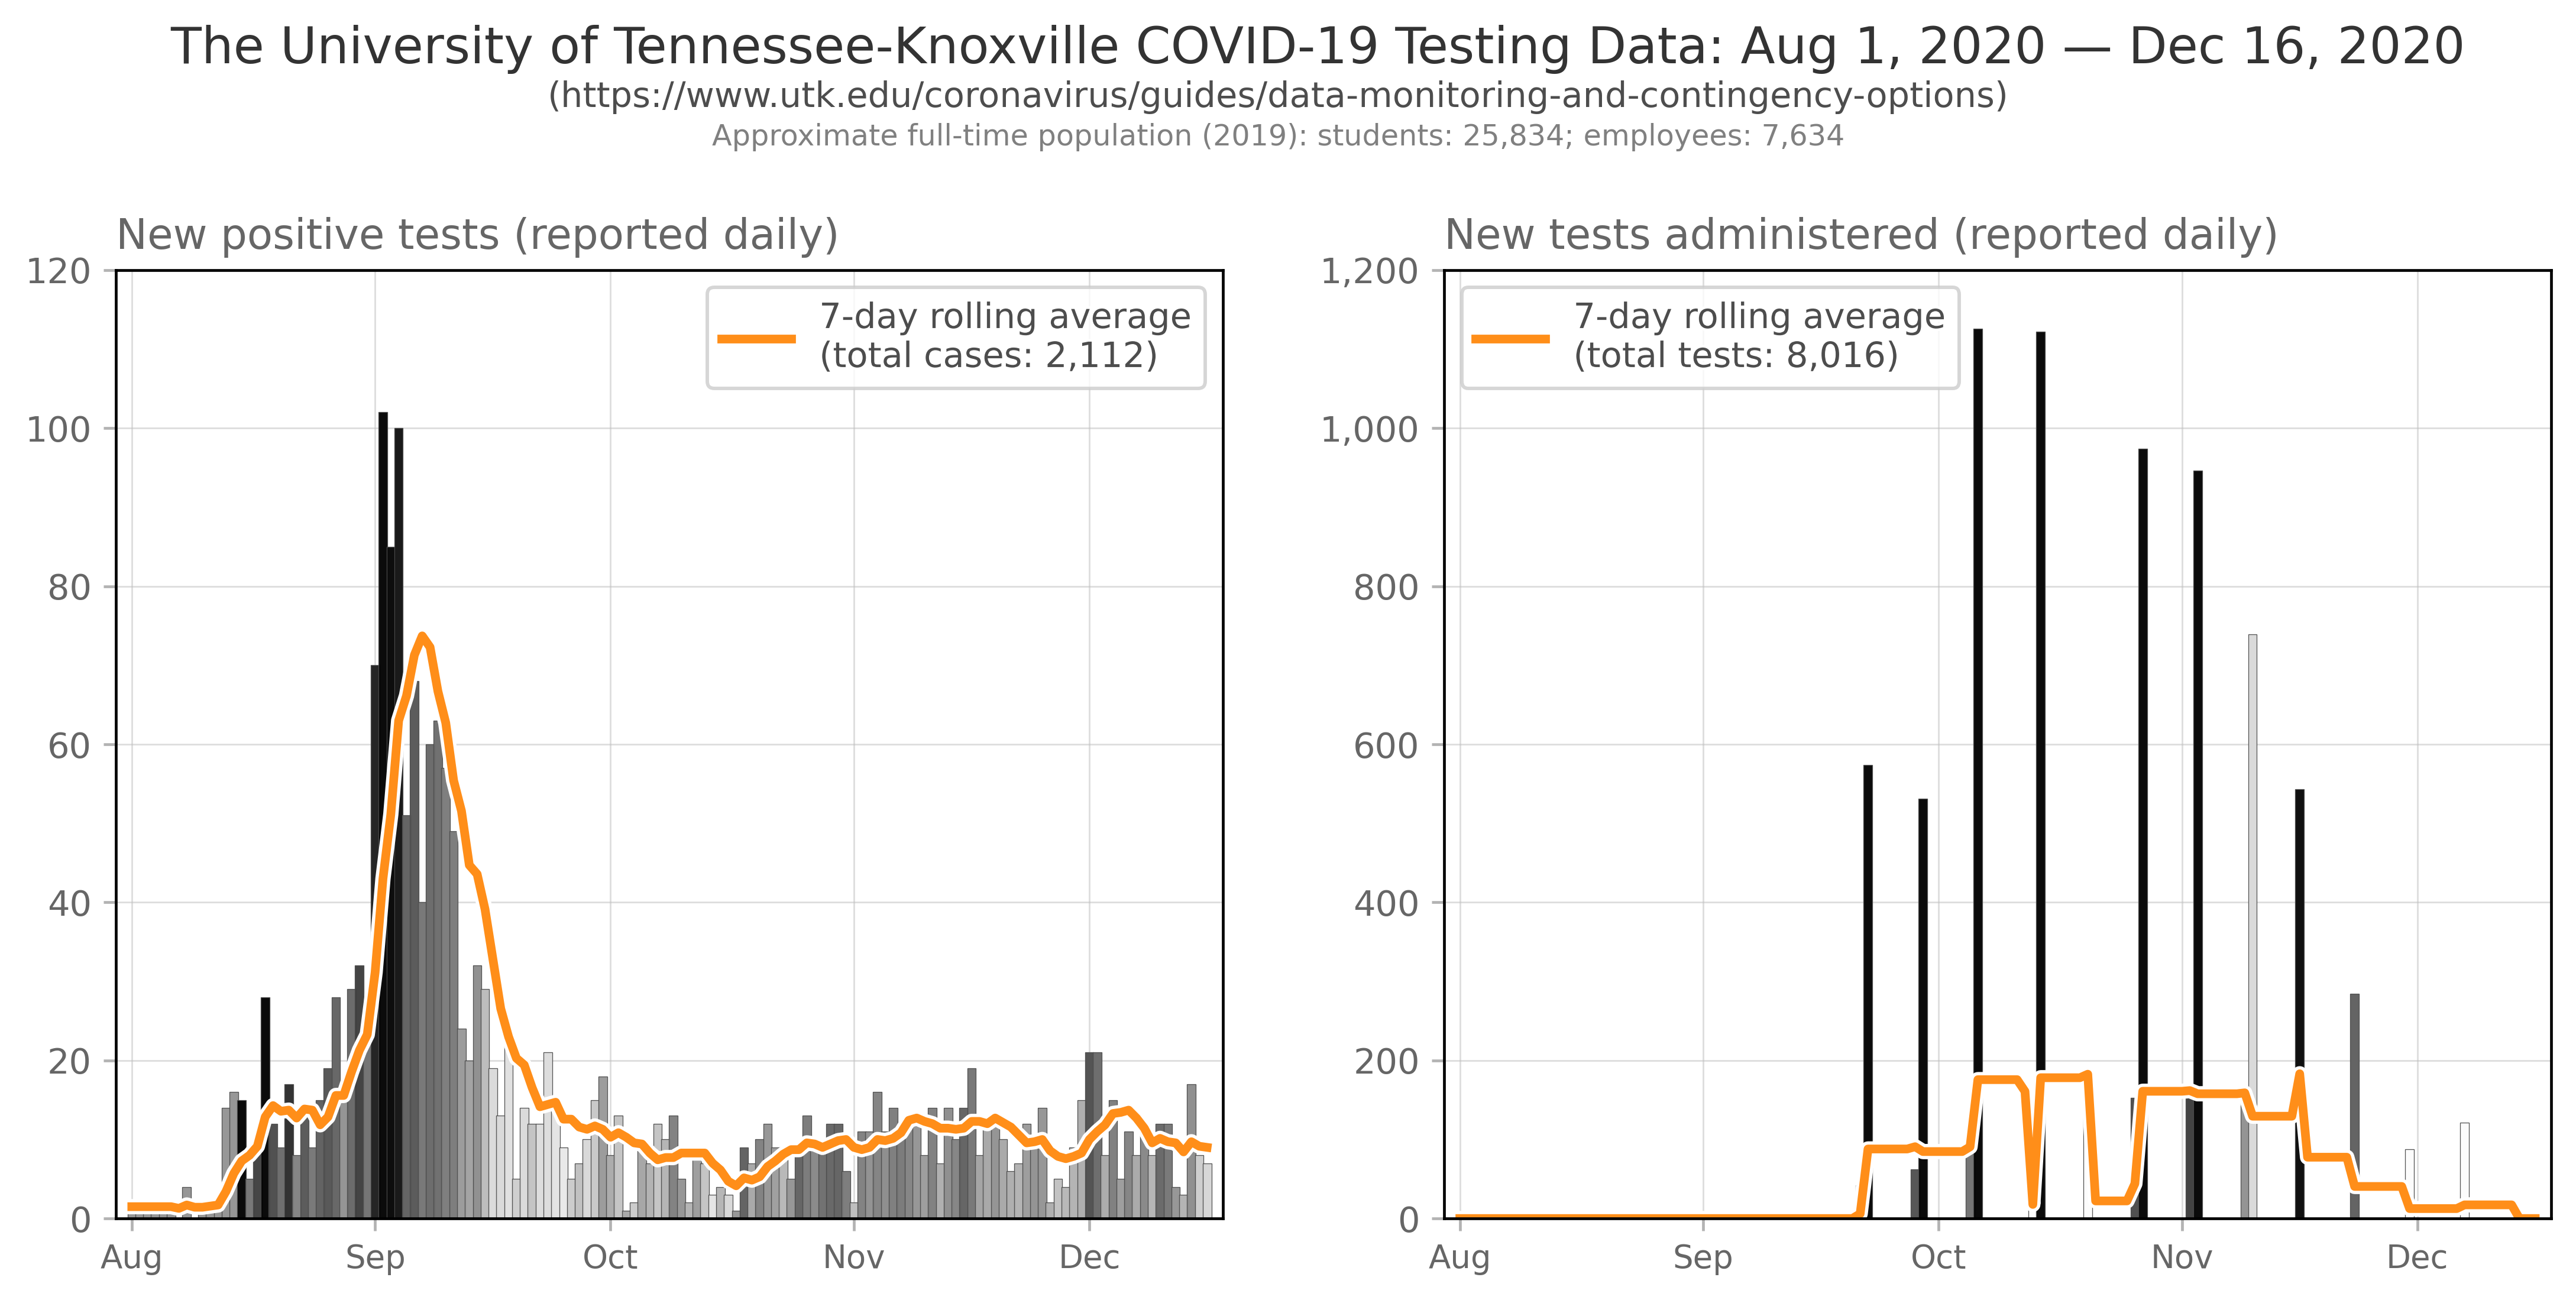 The University of Tennessee-Knoxville COVID-19 Testing Data: Aug 1, 2020 — Dec 16, 2020
(https://www.utk.edu/coronavirus/guides/data-monitoring-and-contingency-options)
Approximate full-time population (2019): students: 25,834; employees: 7,634
New positive tests (reported daily)
120
100
80
60
40
20
0
7-day rolling average
(total cases: 2,112)
Aug Sep Oct Nov Dec
New tests administered (reported daily)
1,200
1,000
800
600
400
200
0
7-day rolling average
(total tests: 8,016)
Aug Sep Oct Nov Dec